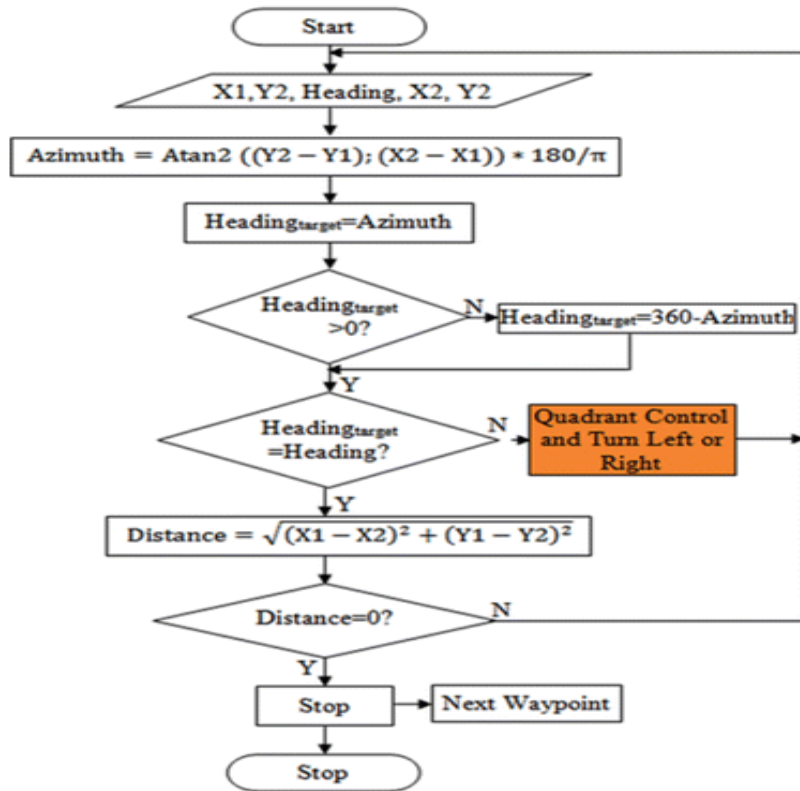 Start
X1,Y2, Heading, X2, Y2
Azimuth = Atan2 ((Y2 − Y1); (X2 − X1)) * 180/π
Headingtarget=Azimuth
Headingtarget
>0?
N
Headingtarget=360-Azimuth
Y
Headingtarget
=Heading?
N
Quadrant Control
and Turn Left or
Right
Y
Distance = √(X1 − X2)² + (Y1 − Y2)²
Distance=0?
N
Y
Stop
Next Waypoint
Stop